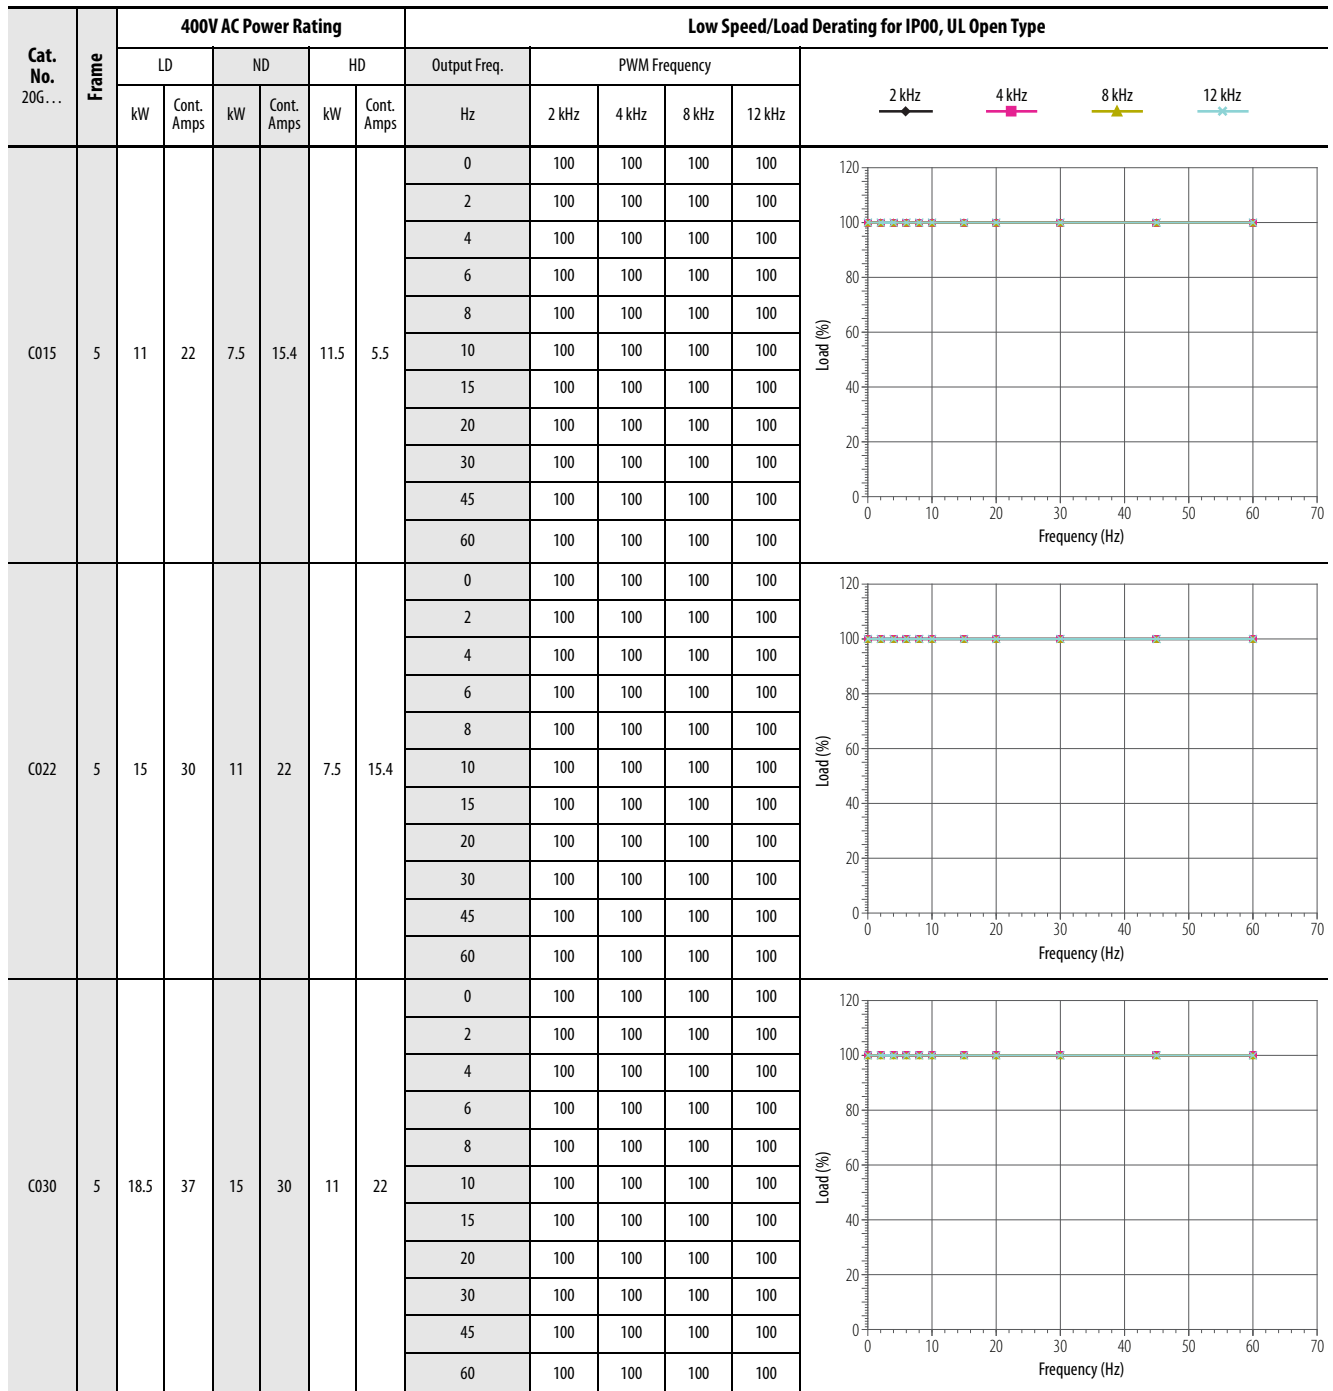 400V AC Power Rating Low Speed/Load Derating for IP00, UL Open Type
Cat. No. 20G… Frame LD ND HD Output Freq. PWM Frequency
kW Cont. Amps kW Cont. Amps kW Cont. Amps Hz 2 kHz 4 kHz 8 kHz 12 kHz
2 kHz 4 kHz 8 kHz 12 kHz
C015 5 11 22 7.5 15.4 11.5 5.5
0 100 100 100 100
2 100 100 100 100
4 100 100 100 100
6 100 100 100 100
8 100 100 100 100
10 100 100 100 100
15 100 100 100 100
20 100 100 100 100
30 100 100 100 100
45 100 100 100 100
60 100 100 100 100
120
100
80
60
40
20
0
Load (%)
0 10 20 30 40 50 60 70
Frequency (Hz)
C022 5 15 30 11 22 7.5 15.4
0 100 100 100 100
2 100 100 100 100
4 100 100 100 100
6 100 100 100 100
8 100 100 100 100
10 100 100 100 100
15 100 100 100 100
20 100 100 100 100
30 100 100 100 100
45 100 100 100 100
60 100 100 100 100
120
100
80
60
40
20
0
Load (%)
0 10 20 30 40 50 60 70
Frequency (Hz)
C030 5 18.5 37 15 30 11 22
0 100 100 100 100
2 100 100 100 100
4 100 100 100 100
6 100 100 100 100
8 100 100 100 100
10 100 100 100 100
15 100 100 100 100
20 100 100 100 100
30 100 100 100 100
45 100 100 100 100
60 100 100 100 100
120
100
80
60
40
20
0
Load (%)
0 10 20 30 40 50 60 70
Frequency (Hz)